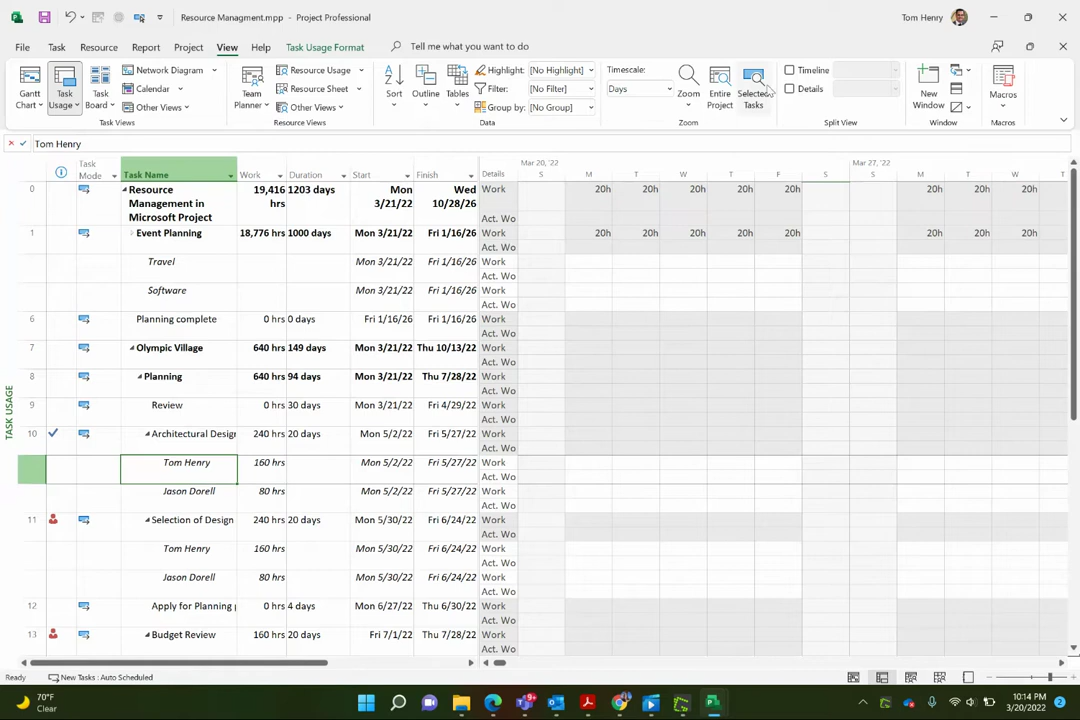 Resource Managment.mpp - Project Professional
Tom Henry
File Task Resource Report Project View Help Task Usage Format Tell me what you want to do
Gantt Chart
Task Usage
Task Board
Network Diagram
Calendar
Other Views
Task Views
Team Planner
Resource Usage
Resource Sheet
Other Views
Resource Views
Sort
Outline
Tables
Highlight: [No Highlight]
Filter: [No Filter]
Group by: [No Group]
Data
Timescale:
Days
Zoom
Entire Project
Selected Tasks
Zoom
Timeline
Details
Split View
New Window
Window
Macros
Macros
Tom Henry
Task Mode Task Name Work Duration Start Finish Details
Mar 20, '22 Mar 27, '22
S M T W T F S S M T W T
0 Resource Management in Microsoft Project 19,416 hrs 1203 days Mon 3/21/22 Wed 10/28/26 Work 20h 20h 20h 20h 20h 20h 20h 20h
Act. Wo
1 Event Planning 18,776 hrs 1000 days Mon 3/21/22 Fri 1/16/26 Work 20h 20h 20h 20h 20h 20h 20h 20h
Act. Wo
Travel Mon 3/21/22 Fri 1/16/26 Work
Act. Wo
Software Mon 3/21/22 Fri 1/16/26 Work
Act. Wo
6 Planning complete 0 hrs 0 days Fri 1/16/26 Fri 1/16/26 Work
Act. Wo
7 Olympic Village 640 hrs 149 days Mon 3/21/22 Thu 10/13/22 Work
Act. Wo
8 Planning 640 hrs 94 days Mon 3/21/22 Thu 7/28/22 Work
Act. Wo
9 Review 0 hrs 30 days Mon 3/21/22 Fri 4/29/22 Work
Act. Wo
10 Architectural Desig 240 hrs 20 days Mon 5/2/22 Fri 5/27/22 Work
Act. Wo
Tom Henry 160 hrs Mon 5/2/22 Fri 5/27/22 Work
Act. Wo
Jason Dorell 80 hrs Mon 5/2/22 Fri 5/27/22 Work
Act. Wo
11 Selection of Design 240 hrs 20 days Mon 5/30/22 Fri 6/24/22 Work
Act. Wo
Tom Henry 160 hrs Mon 5/30/22 Fri 6/24/22 Work
Act. Wo
Jason Dorell 80 hrs Mon 5/30/22 Fri 6/24/22 Work
Act. Wo
12 Apply for Planning 0 hrs 4 days Mon 6/27/22 Thu 6/30/22 Work
Act. Wo
13 Budget Review 160 hrs 20 days Fri 7/1/22 Thu 7/28/22 Work
Act. Wo
TASK USAGE
Ready New Tasks : Auto Scheduled
70°F
Clear
10:14 PM
3/20/2022